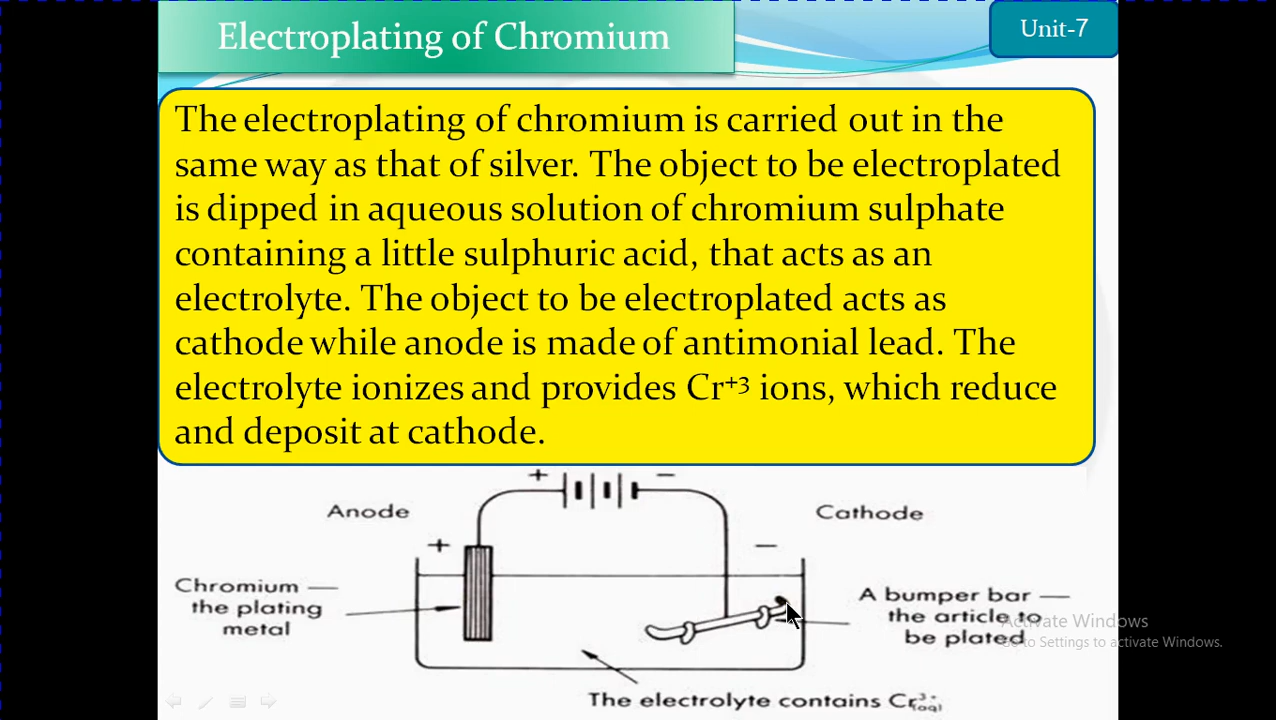 Electroplating of Chromium
Unit-7
The electroplating of chromium is carried out in the
same way as that of silver. The object to be electroplated
is dipped in aqueous solution of chromium sulphate
containing a little sulphuric acid, that acts as an
electrolyte. The object to be electroplated acts as
cathode while anode is made of antimonial lead. The
electrolyte ionizes and provides Cr⁺³ ions, which reduce
and deposit at cathode.
+ −
Anode
Cathode
+ −
Chromium —
the plating
metal
A bumper bar —
the article to
be plated
Activate Windows
Go to Settings to activate Windows.
The electrolyte contains Cr³⁺(aq)